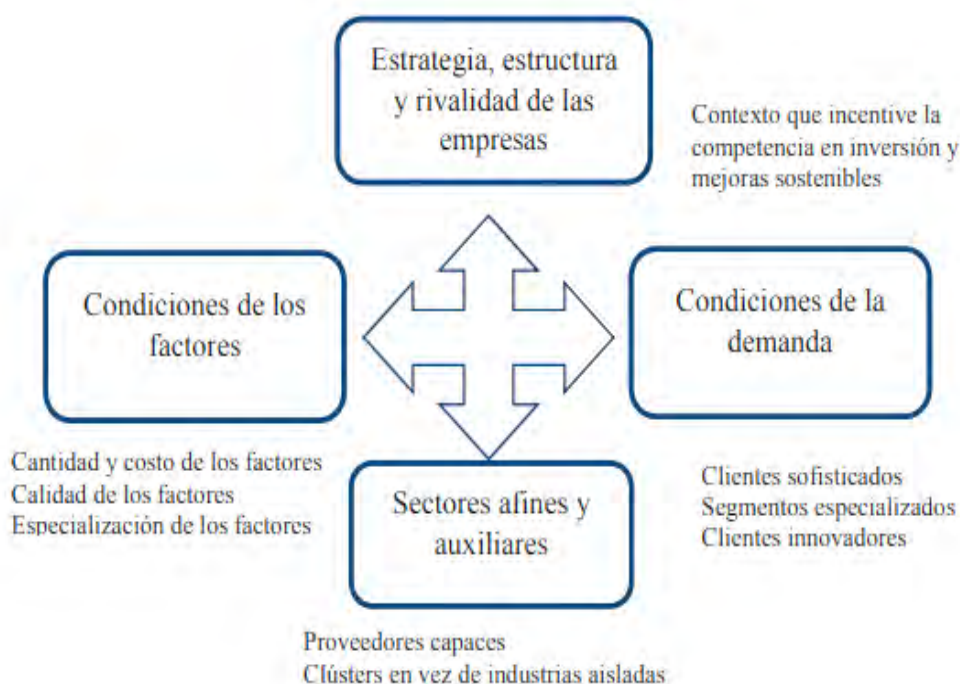 Estrategia, estructura
y rivalidad de las
empresas
Contexto que incentive la
competencia en inversión y
mejoras sostenibles
Condiciones de los
factores
Condiciones de la
demanda
Cantidad y costo de los factores
Calidad de los factores
Especialización de los factores
Sectores afines y
auxiliares
Clientes sofisticados
Segmentos especializados
Clientes innovadores
Proveedores capaces
Clústers en vez de industrias aisladas